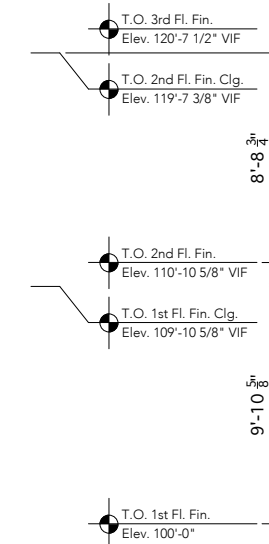 T.O. 3rd Fl. Fin.
Elev. 120'-7 1/2" VIF
T.O. 2nd Fl. Fin. Clg.
Elev. 119'-7 3/8" VIF
8'-8 3/4"
T.O. 2nd Fl. Fin.
Elev. 110'-10 5/8" VIF
T.O. 1st Fl. Fin. Clg.
Elev. 109'-10 5/8" VIF
9'-10 5/8"
T.O. 1st Fl. Fin.
Elev. 100'-0"